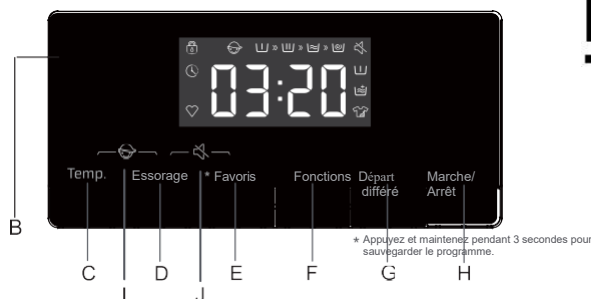 03:20
Temp. Essorage * Favoris Fonctions Départ différé Marche/ Arrêt
B
* Appuyez et maintenez pendant 3 secondes pour
sauvegarder le programme.
C D E F G H